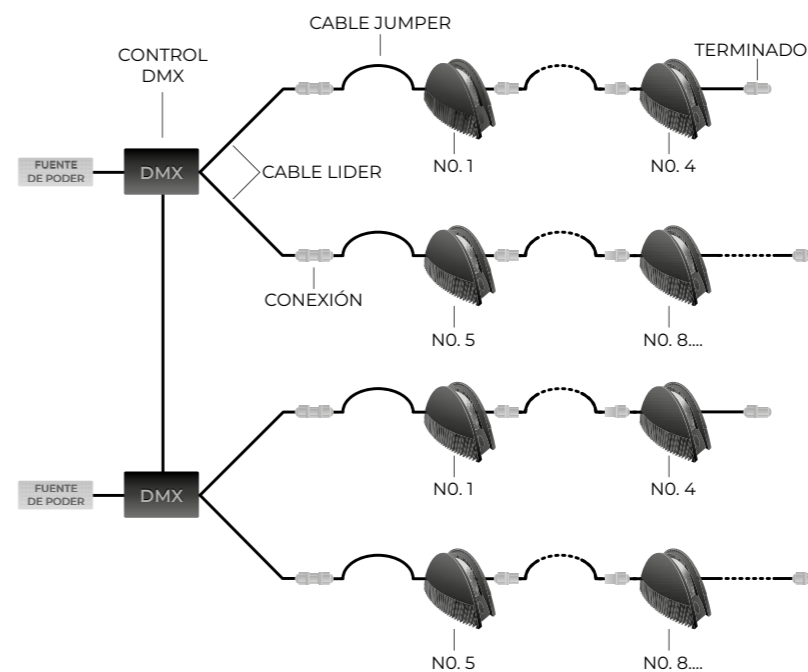 CABLE JUMPER
CONTROL
DMX
TERMINADO
FUENTE
DE PODER
DMX
N0. 1
N0. 4
CABLE LIDER
CONEXIÓN
N0. 5
N0. 8....
FUENTE
DE PODER
DMX
N0. 1
N0. 4
N0. 5
N0. 8....